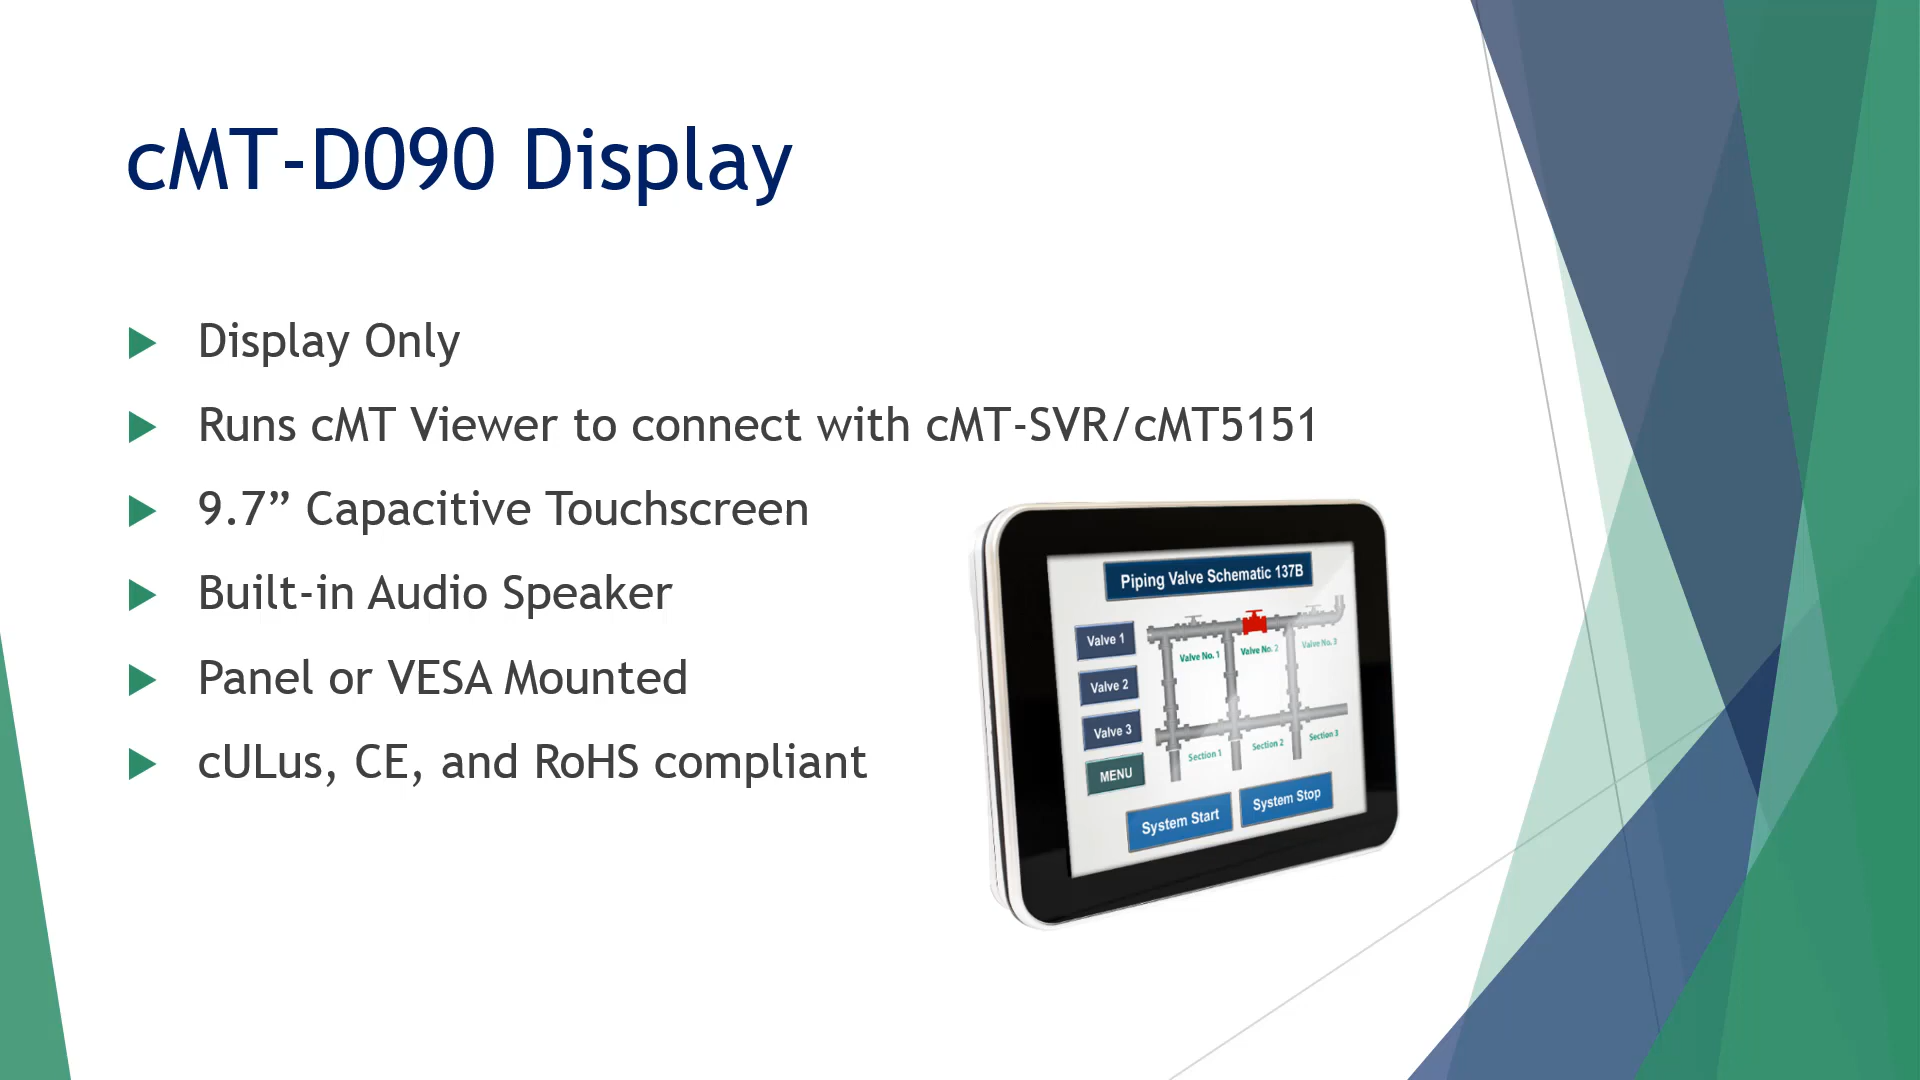 cMT-D090 Display
Display Only
Runs cMT Viewer to connect with cMT-SVR/cMT5151
9.7” Capacitive Touchscreen
Built-in Audio Speaker
Panel or VESA Mounted
cULus, CE, and RoHS compliant
Piping Valve Schematic 137B
Valve 1
Valve 2
Valve 3
MENU
Valve No. 1
Valve No. 2
Valve No. 3
Section 1
Section 2
Section 3
System Start
System Stop